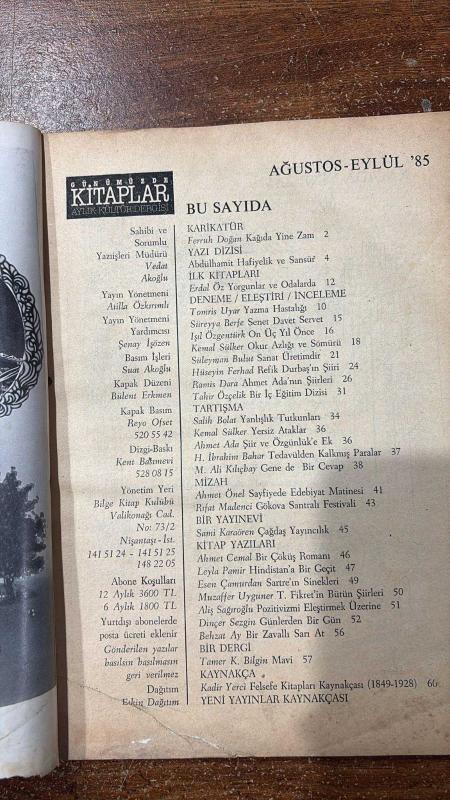 GÜNÜMÜZDE
KİTAPLAR
AYLIK KÜLTÜR DERGİSİ
AĞUSTOS-EYLÜL '85
Sahibi ve
Sorumlu
Yazıişleri Müdürü
Vedat
Akoğlu
Yayın Yönetmeni
Atilla Özkırımlı
Yayın Yönetmeni
Yardımcısı
Şenay İşözen
Basım İşleri
Suat Akoğlu
Kapak Düzeni
Bülent Erkmen
Kapak Basım
Reyo Ofset
520 55 42
Dizgi-Baskı
Kent Basımevi
528 08 15
Yönetim Yeri
Bilge Kitap Kulübü
Valikonağı Cad.
No: 73/2
Nişantaşı-İst.
141 51 24 - 141 51 25
148 22 05
Abone Koşulları
12 Aylık 3600 TL.
6 Aylık 1800 TL.
Yurtdışı abonelerde
posta ücreti eklenir
Gönderilen yazılar
basılsın basılmasın
geri verilmez
Dağıtım
Eskin Dağıtım
BU SAYIDA
KARİKATÜR
Ferruh Doğan Kağıda Yine Zam 2
YAZI DİZİSİ
Abdülhamit Hafiyelik ve Sansür 4
İLK KİTAPLARI
Erdal Öz Yorgunlar ve Odalarda 12
DENEME / ELEŞTİRİ / İNCELEME
Tomris Uyar Yazma Hastalığı 10
Süreyya Berfe Senet Davet Servet 15
Işıl Özgentürk On Üç Yıl Önce 16
Kemal Sülker Okur Azlığı ve Sömürü 18
Süleyman Bulut Sanat Üretimdir 21
Hüseyin Ferhad Refik Durbaş'ın Şiiri 24
Ramis Dara Ahmet Ada'nın Şiirleri 26
Tahir Özçelik Bir İç Eğitim Dizisi 31
TARTIŞMA
Salih Bolat Yanlışlık Tutkunları 34
Kemal Sülker Yersiz Ataklar 36
Ahmet Ada Şiir ve Özgünlük'e Ek 36
H. İbrahim Bahar Tedavülden Kalkmış Paralar 37
M. Ali Kılıçbay Gene de Bir Cevap 38
MİZAH
Ahmet Önel Sayfiyede Edebiyat Matinesi 41
Rıfat Madenci Gökova Santralı Festivali 43
BİR YAYINEVİ
Sami Karaören Çağdaş Yayıncılık 45
KİTAP YAZILARI
Ahmet Cemal Bir Çöküş Romanı 46
Leyla Pamir Hindistan'a Bir Geçit 47
Esen Çamurdan Sartre'ın Sinekleri 49
Muzaffer Uyguner T. Fikret'in Bütün Şiirleri 50
Aliş Sağıroğlu Pozitivizmi Eleştirmek Üzerine 51
Dinçer Sezgin Günlerden Bir Gün 52
Behzat Ay Bir Zavallı Sarı At 56
BİR DERGİ
Tamer K. Bilgin Mavi 57
KAYNAKÇA
Kadir Yerci Felsefe Kitapları Kaynakçası (1849-1928) 60
YENİ YAYINLAR KAYNAKÇASI